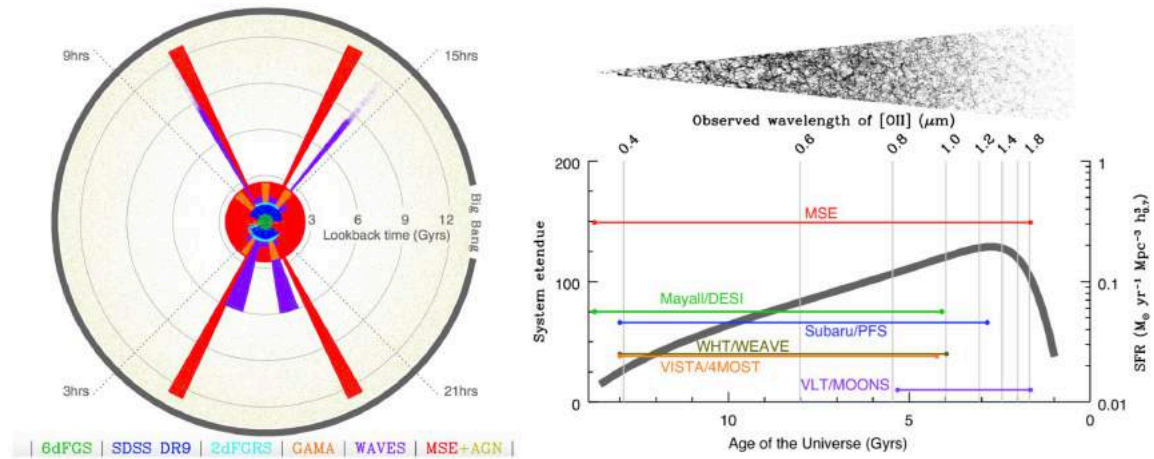 9hrs
15hrs
3 6 9 12
Lookback time (Gyrs)
Big Bang
3hrs
21hrs
| 6dFGS | SDSS DR9 | 2dFGRS | GAMA | WAVES | MSE+AGN |
Observed wavelength of [OII] (μm)
0.4 0.6 0.8 1.0 1.2 1.4 1.8
200
100
0
System etendue
MSE
Mayall/DESI
Subaru/PFS
WHT/WEAVE
VISTA/4MOST
VLT/MOONS
1
0.1
0.01
SFR (M⊙ yr⁻¹ Mpc⁻³ h³₀.₇)
10 5 0
Age of the Universe (Gyrs)